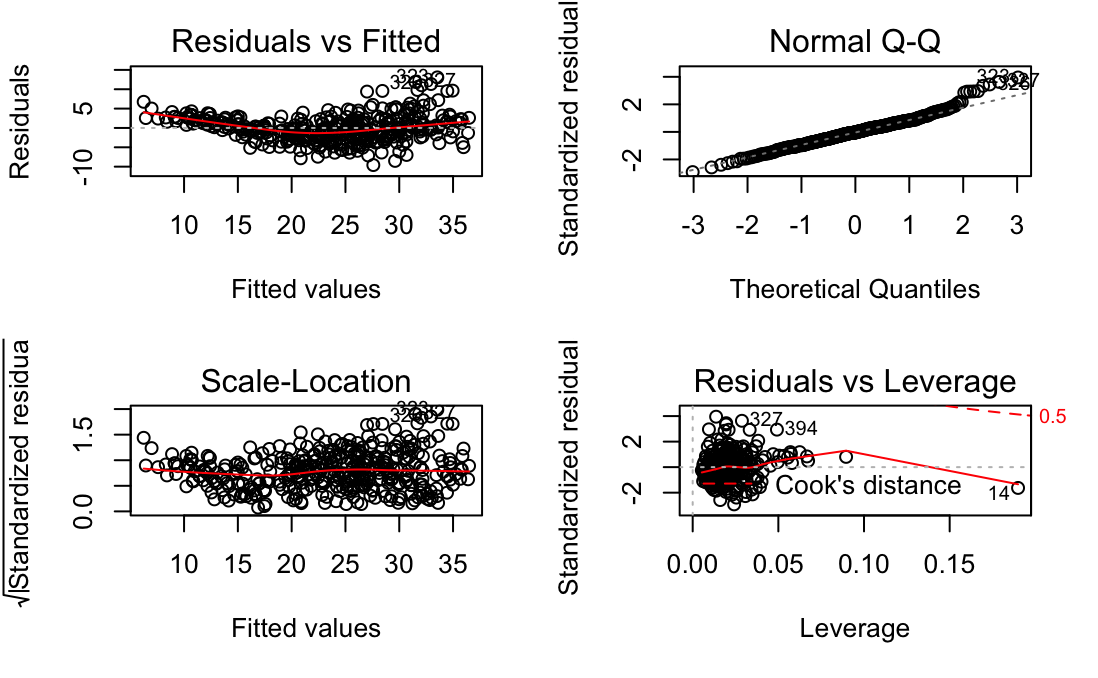 Residuals vs Fitted
Residuals
5
-10
10 15 20 25 30 35
Fitted values
Normal Q-Q
Standardized residual
2
-2
-3 -2 -1 0 1 2 3
Theoretical Quantiles
Scale-Location
√|Standardized residua
1.5
0.0
10 15 20 25 30 35
Fitted values
Residuals vs Leverage
Standardized residual
2
-2
327
394
0.5
Cook's distance
14
0.00 0.05 0.10 0.15
Leverage